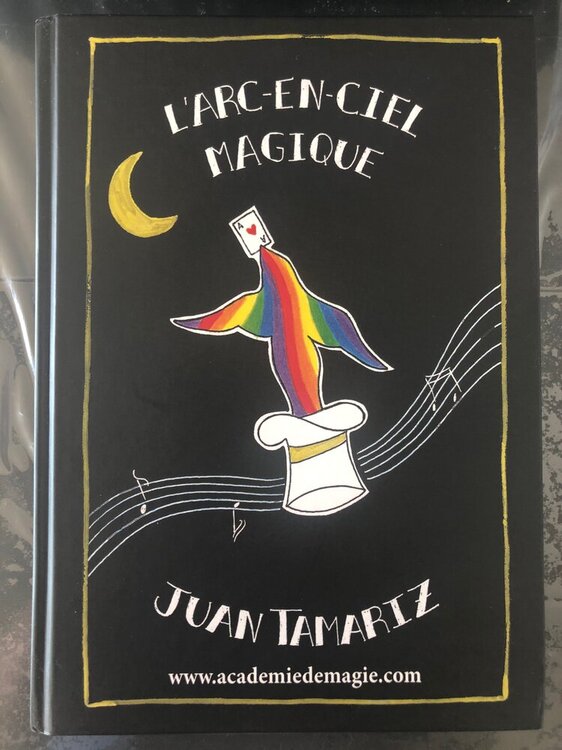 L'ARC-EN-CIEL
MAGIQUE
A
A
JUAN TAMARIZ
www.academiedemagie.com